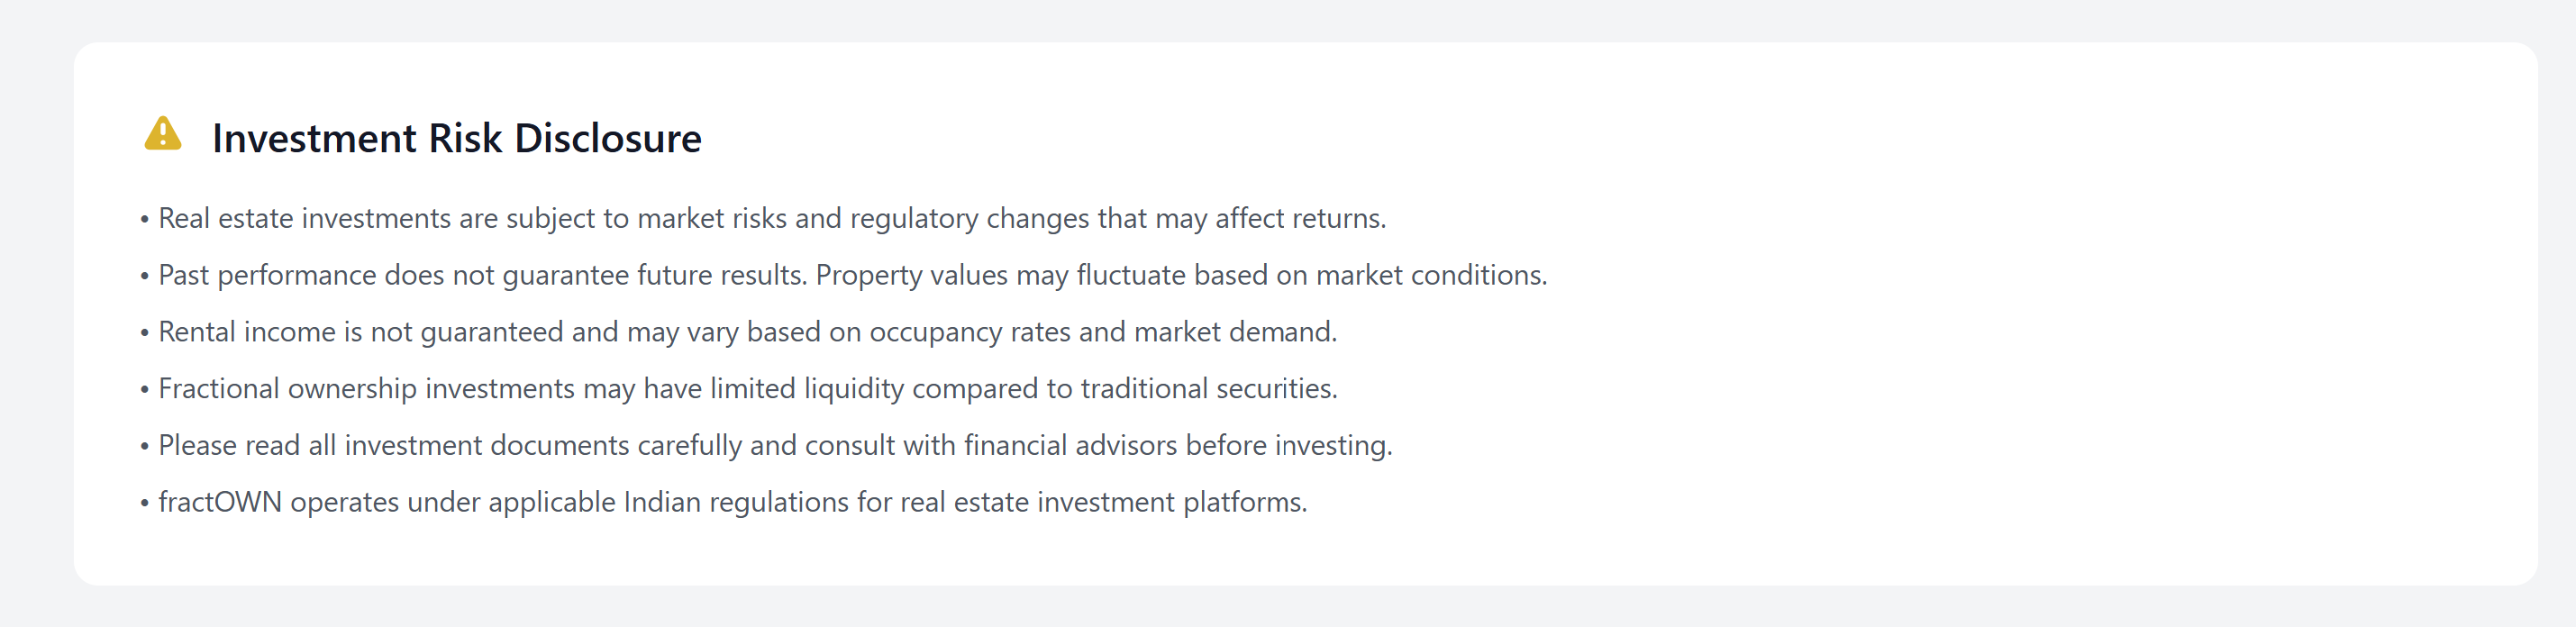 Investment Risk Disclosure
• Real estate investments are subject to market risks and regulatory changes that may affect returns.
• Past performance does not guarantee future results. Property values may fluctuate based on market conditions.
• Rental income is not guaranteed and may vary based on occupancy rates and market demand.
• Fractional ownership investments may have limited liquidity compared to traditional securities.
• Please read all investment documents carefully and consult with financial advisors before investing.
• fractOWN operates under applicable Indian regulations for real estate investment platforms.